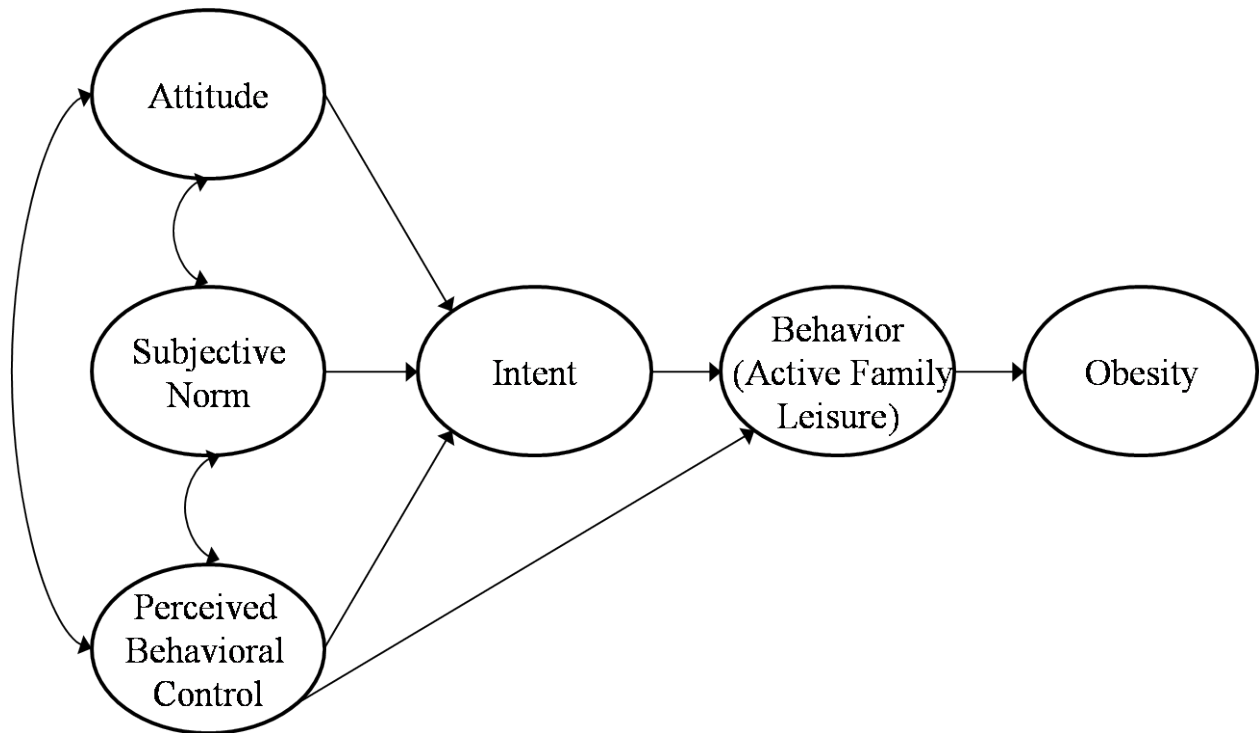 Attitude
Subjective
Norm
Perceived
Behavioral
Control
Intent
Behavior
(Active Family
Leisure)
Obesity